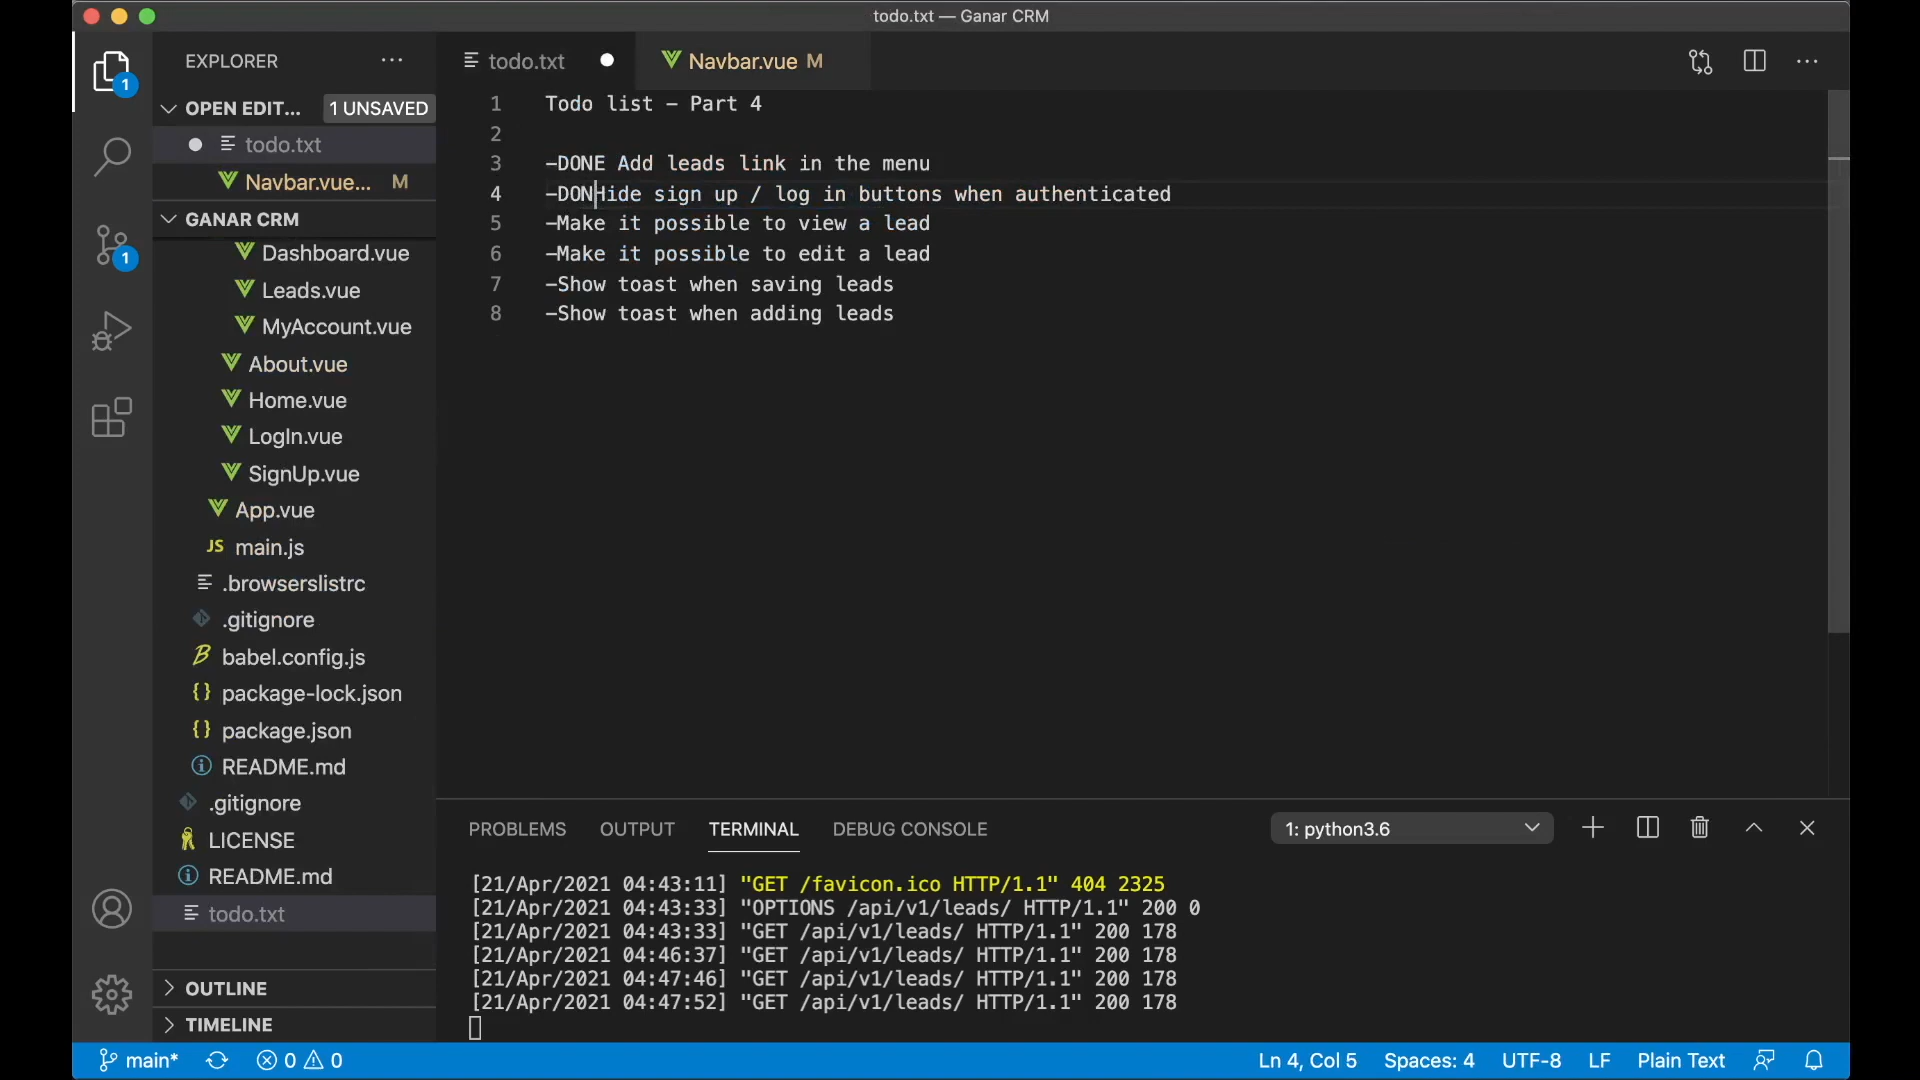 todo.txt — Ganar CRM
EXPLORER
todo.txt
Navbar.vue M
OPEN EDIT... 1 UNSAVED
todo.txt
Navbar.vue... M
GANAR CRM
Dashboard.vue
Leads.vue
MyAccount.vue
About.vue
Home.vue
LogIn.vue
SignUp.vue
App.vue
JS main.js
.browserslistrc
.gitignore
babel.config.js
{} package-lock.json
{} package.json
README.md
.gitignore
LICENSE
README.md
todo.txt
OUTLINE
TIMELINE
1
1
1 Todo list - Part 4
2
3 -DONE Add leads link in the menu
4 -DONHide sign up / log in buttons when authenticated
5 -Make it possible to view a lead
6 -Make it possible to edit a lead
7 -Show toast when saving leads
8 -Show toast when adding leads
PROBLEMS OUTPUT TERMINAL DEBUG CONSOLE 1: python3.6
[21/Apr/2021 04:43:11] "GET /favicon.ico HTTP/1.1" 404 2325
[21/Apr/2021 04:43:33] "OPTIONS /api/v1/leads/ HTTP/1.1" 200 0
[21/Apr/2021 04:43:33] "GET /api/v1/leads/ HTTP/1.1" 200 178
[21/Apr/2021 04:46:37] "GET /api/v1/leads/ HTTP/1.1" 200 178
[21/Apr/2021 04:47:46] "GET /api/v1/leads/ HTTP/1.1" 200 178
[21/Apr/2021 04:47:52] "GET /api/v1/leads/ HTTP/1.1" 200 178
main* 0 0 Ln 4, Col 5 Spaces: 4 UTF-8 LF Plain Text